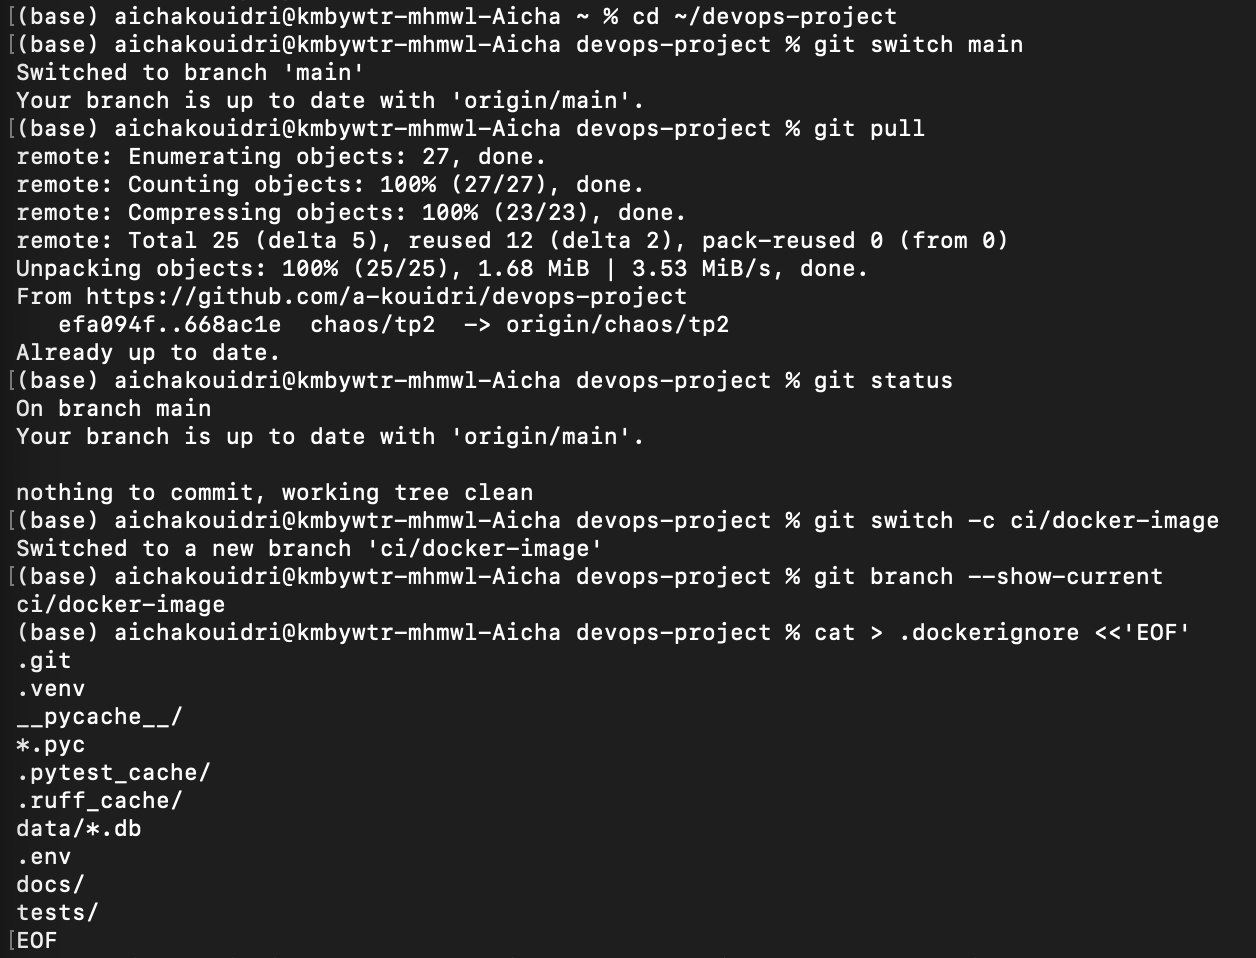 (base) aichakouidri@kmbywtr-mhmwl-Aicha ~ % cd ~/devops-project
[(base) aichakouidri@kmbywtr-mhmwl-Aicha devops-project % git switch main
Switched to branch 'main'
Your branch is up to date with 'origin/main'.
[(base) aichakouidri@kmbywtr-mhmwl-Aicha devops-project % git pull
remote: Enumerating objects: 27, done.
remote: Counting objects: 100% (27/27), done.
remote: Compressing objects: 100% (23/23), done.
remote: Total 25 (delta 5), reused 12 (delta 2), pack-reused 0 (from 0)
Unpacking objects: 100% (25/25), 1.68 MiB | 3.53 MiB/s, done.
From https://github.com/a-kouidri/devops-project
   efa094f..668ac1e  chaos/tp2  -> origin/chaos/tp2
Already up to date.
[(base) aichakouidri@kmbywtr-mhmwl-Aicha devops-project % git status
On branch main
Your branch is up to date with 'origin/main'.

nothing to commit, working tree clean
[(base) aichakouidri@kmbywtr-mhmwl-Aicha devops-project % git switch -c ci/docker-image
Switched to a new branch 'ci/docker-image'
[(base) aichakouidri@kmbywtr-mhmwl-Aicha devops-project % git branch --show-current
ci/docker-image
(base) aichakouidri@kmbywtr-mhmwl-Aicha devops-project % cat > .dockerignore <<'EOF'
.git
.venv
__pycache__/
*.pyc
.pytest_cache/
.ruff_cache/
data/*.db
.env
docs/
tests/
[EOF